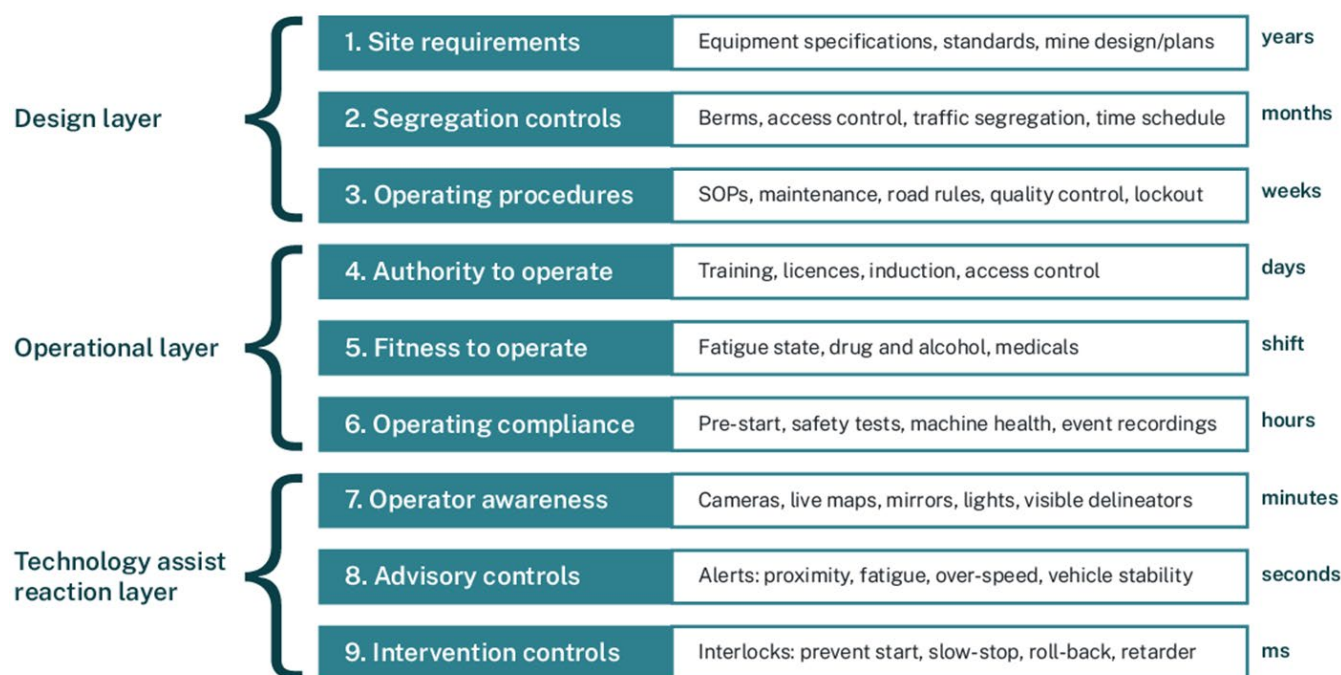 1. Site requirements
Equipment specifications, standards, mine design/plans
years
Design layer
2. Segregation controls
Berms, access control, traffic segregation, time schedule
months
3. Operating procedures
SOPs, maintenance, road rules, quality control, lockout
weeks
4. Authority to operate
Training, licences, induction, access control
days
Operational layer
5. Fitness to operate
Fatigue state, drug and alcohol, medicals
shift
6. Operating compliance
Pre-start, safety tests, machine health, event recordings
hours
7. Operator awareness
Cameras, live maps, mirrors, lights, visible delineators
minutes
Technology assist
reaction layer
8. Advisory controls
Alerts: proximity, fatigue, over-speed, vehicle stability
seconds
9. Intervention controls
Interlocks: prevent start, slow-stop, roll-back, retarder
ms